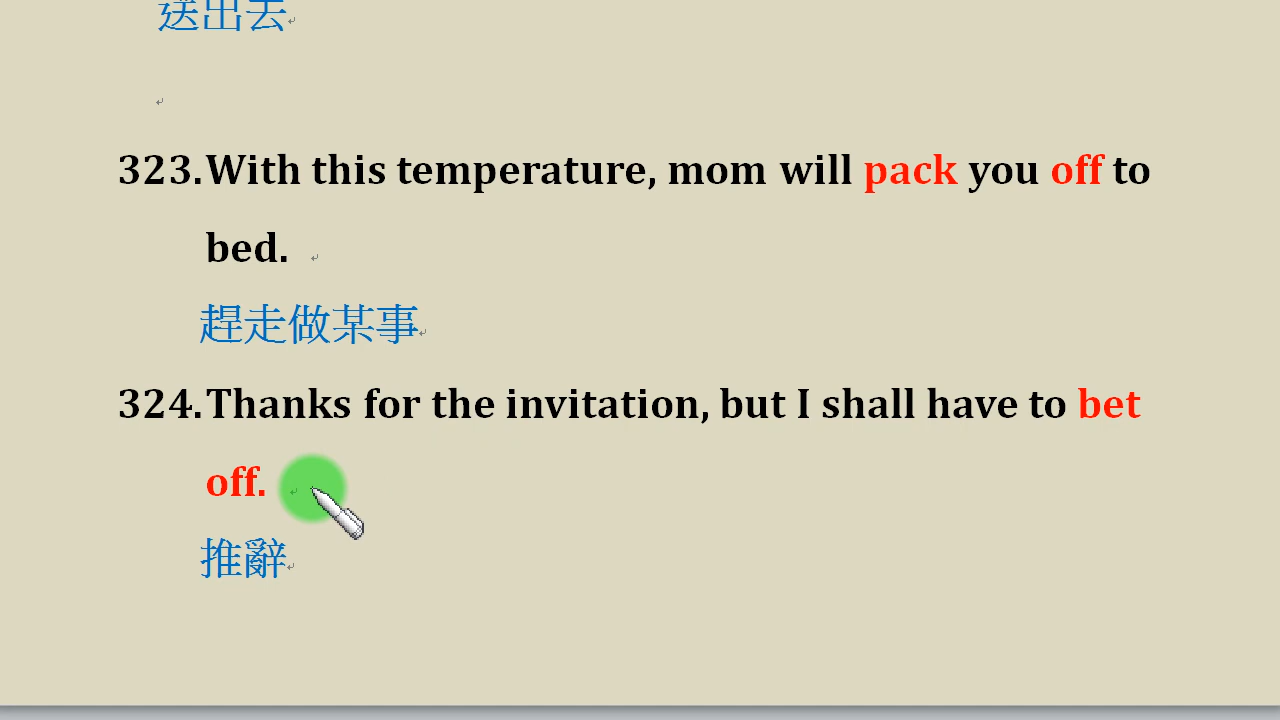 送出去
323.With this temperature, mom will pack you off to
bed.
趕走做某事
324.Thanks for the invitation, but I shall have to bet
off.
推辭